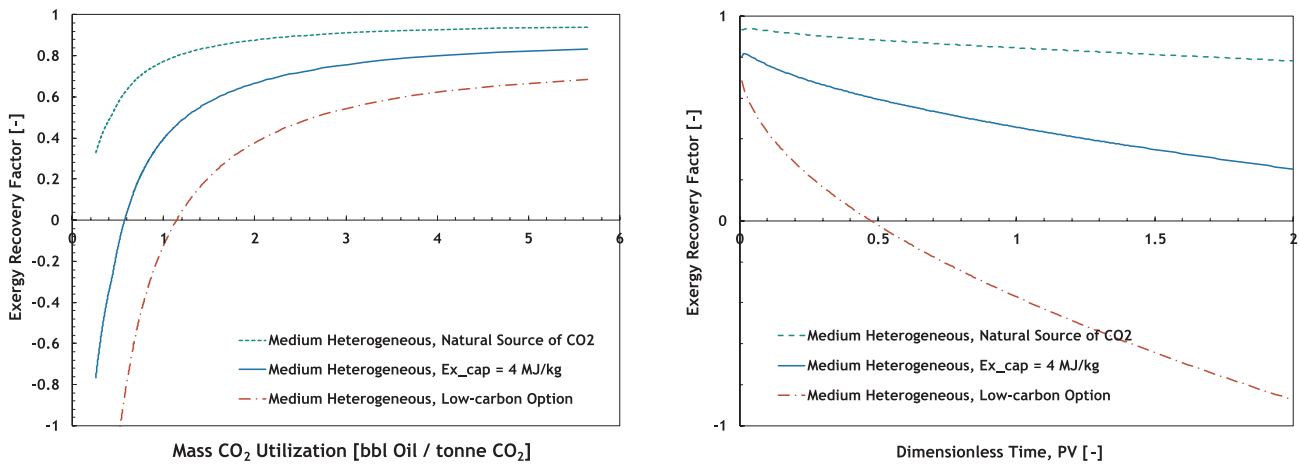 1
0.8
0.6
0.4
0.2
0
-0.2
-0.4
-0.6
-0.8
-1
0 1 2 3 4 5 6
Exergy Recovery Factor [-]
Medium Heterogeneous, Natural Source of CO2
Medium Heterogeneous, Ex_cap = 4 MJ/kg
Medium Heterogeneous, Low-carbon Option
Mass CO₂ Utilization [bbl Oil / tonne CO₂]
1
0
-1
0 0.5 1 1.5 2
Exergy Recovery Factor [-]
Medium Heterogeneous, Natural Source of CO2
Medium Heterogeneous, Ex_cap = 4 MJ/kg
Medium Heterogeneous, Low-carbon Option
Dimensionless Time, PV [-]